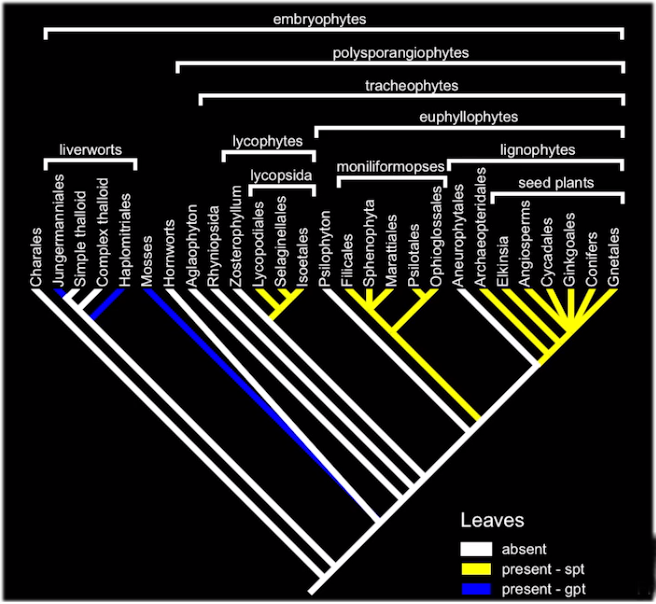 embryophytes
polysporangiophytes
tracheophytes
euphyllophytes
lycophytes
liverworts
lignophytes
moniliformopses
lycopsida
seed plants
Charales
Jungermanniales
Simple thalloid
Complex thalloid
Haplomitriales
Mosses
Hornworts
Aglaophyton
Rhyniopsida
Zosterophyllum
Lycopodiales
Selaginellales
Isoetales
Psilophyton
Filicales
Sphenophyta
Marattiales
Psilotales
Ophioglossales
Aneurophytales
Archaeopteridales
Elkinsia
Angiosperms
Cycadales
Ginkgoales
Conifers
Gnetales
Leaves
absent
present - spt
present - gpt